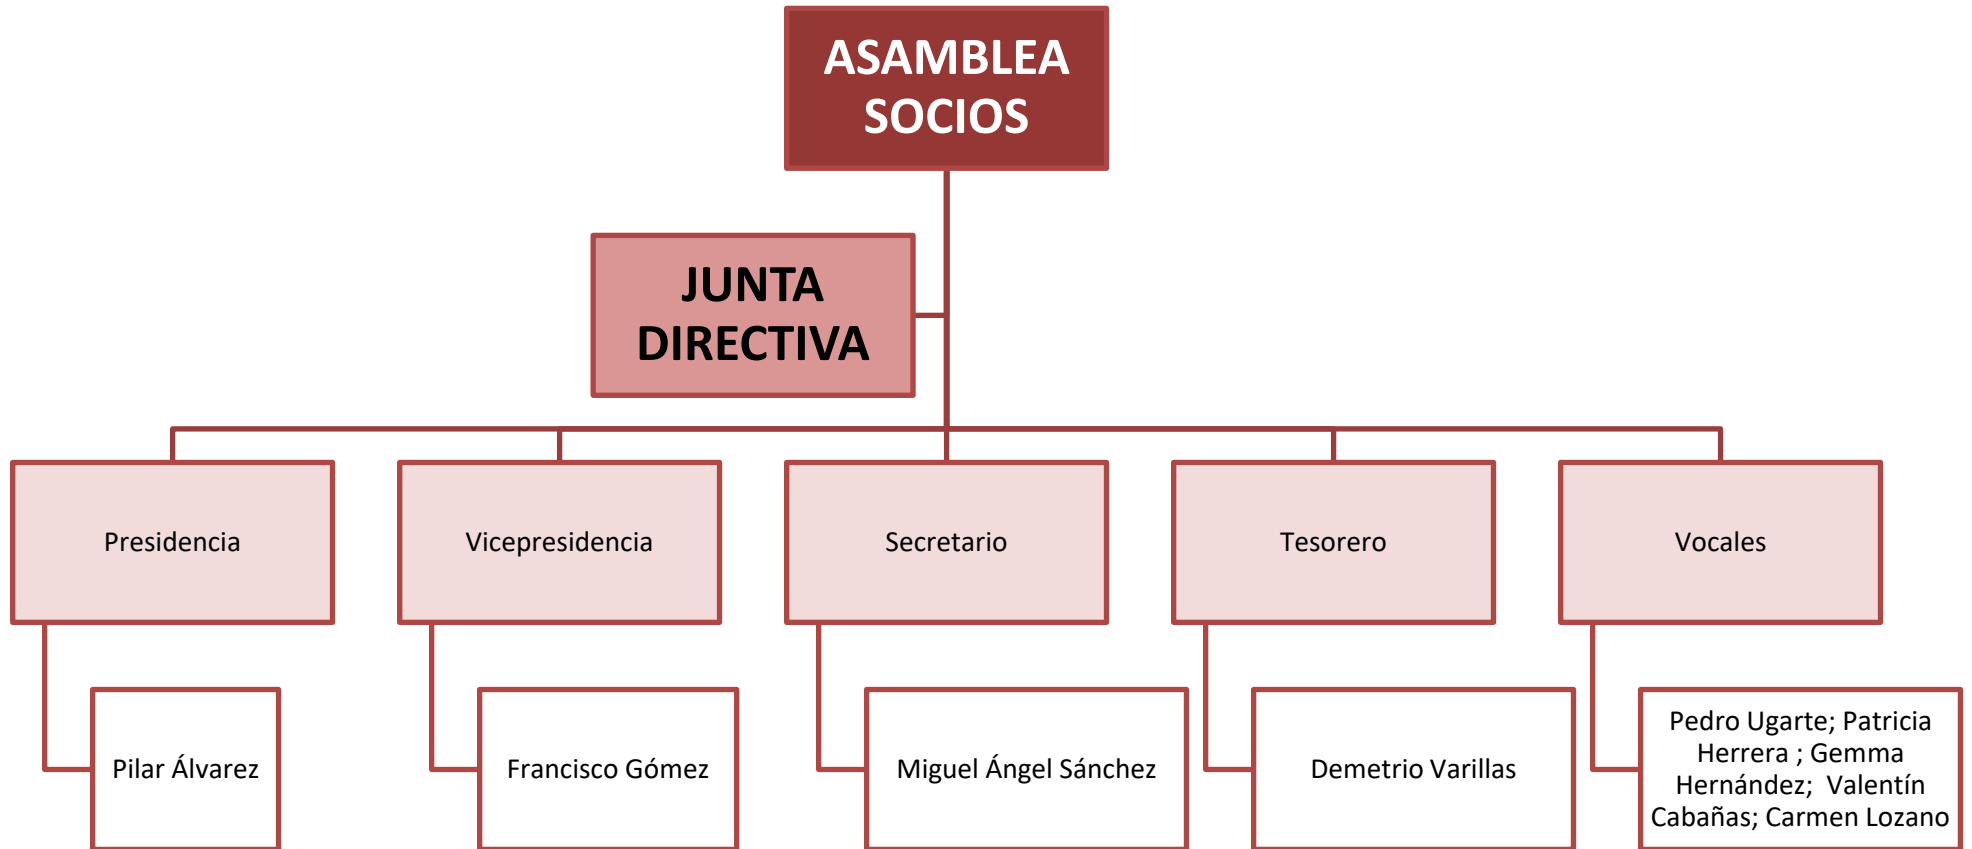 ASAMBLEA
SOCIOS
JUNTA
DIRECTIVA
Presidencia
Vicepresidencia
Secretario
Tesorero
Vocales
Pilar Álvarez
Francisco Gómez
Miguel Ángel Sánchez
Demetrio Varillas
Pedro Ugarte; Patricia
Herrera ; Gemma
Hernández;  Valentín
Cabañas; Carmen Lozano